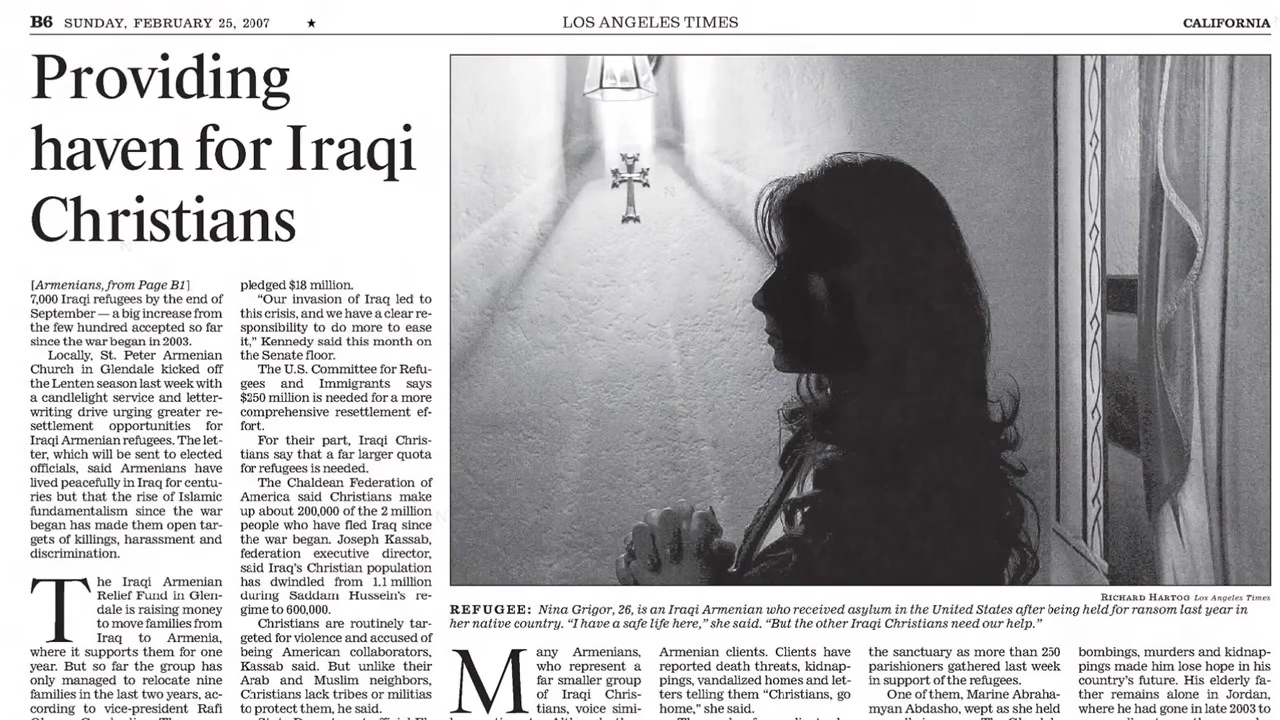 B6 SUNDAY, FEBRUARY 25, 2007 ★ LOS ANGELES TIMES CALIFORNIA
Providing
haven for Iraqi
Christians
[Armenians, from Page B1]
7,000 Iraqi refugees by the end of
September — a big increase from
the few hundred accepted so far
since the war began in 2003.
Locally, St. Peter Armenian
Church in Glendale kicked off
the Lenten season last week with
a candlelight service and letter-
writing drive urging greater re-
settlement opportunities for
Iraqi Armenian refugees. The let-
ter, which will be sent to elected
officials, said Armenians have
lived peacefully in Iraq for centu-
ries but that the rise of Islamic
fundamentalism since the war
began has made them open tar-
gets of killings, harassment and
discrimination.
The Iraqi Armenian
Relief Fund in Glen-
dale is raising money
to move families from
Iraq to Armenia,
where it supports them for one
year. But so far the group has
only managed to relocate nine
families in the last two years, ac-
cording to vice-president Rafi
pledged $18 million.
"Our invasion of Iraq led to
this crisis, and we have a clear re-
sponsibility to do more to ease
it," Kennedy said this month on
the Senate floor.
The U.S. Committee for Refu-
gees and Immigrants says
$250 million is needed for a more
comprehensive resettlement ef-
fort.
For their part, Iraqi Chris-
tians say that a far larger quota
for refugees is needed.
The Chaldean Federation of
America said Christians make
up about 200,000 of the 2 million
people who have fled Iraq since
the war began. Joseph Kassab,
federation executive director,
said Iraq's Christian population
has dwindled from 1.1 million
during Saddam Hussein's re-
gime to 600,000.
Christians are routinely tar-
geted for violence and accused of
being American collaborators,
Kassab said. But unlike their
Arab and Muslim neighbors,
Christians lack tribes or militias
to protect them, he said.
RICHARD HARTOG Los Angeles Times
REFUGEE: Nina Grigor, 26, is an Iraqi Armenian who received asylum in the United States after being held for ransom last year in
her native country. "I have a safe life here," she said. "But the other Iraqi Christians need our help."
Many Armenians,
who represent a
far smaller group
of Iraqi Chris-
tians, voice simi-
Armenian clients. Clients have
reported death threats, kidnap-
pings, vandalized homes and let-
ters telling them "Christians, go
home," she said.
the sanctuary as more than 250
parishioners gathered last week
in support of the refugees.
One of them, Marine Abraha-
myan Abdasho, wept as she held
bombings, murders and kidnap-
pings made him lose hope in his
country's future. His elderly fa-
ther remains alone in Jordan,
where he had gone in late 2003 to